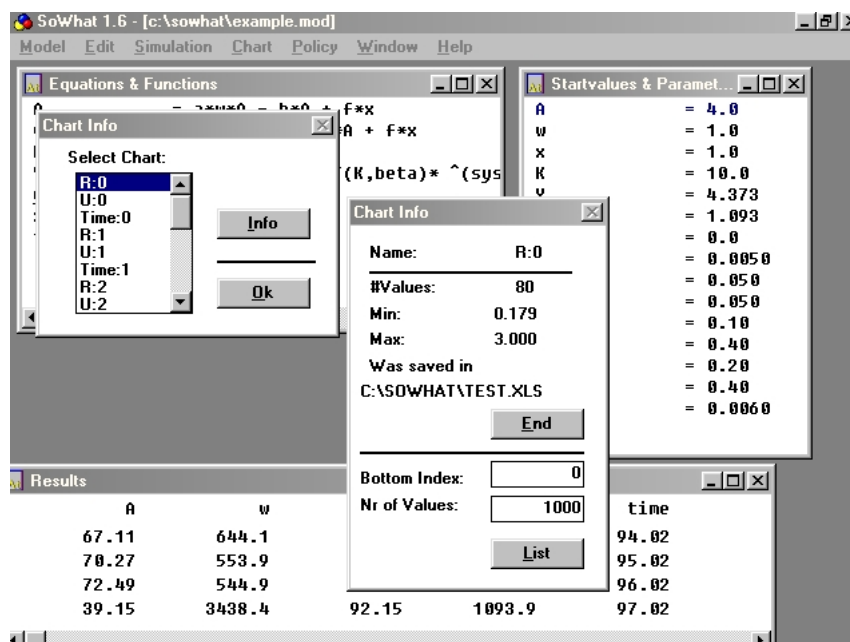 SoWhat 1.6 - [c:\sowhat\example.mod]
Model Edit Simulation Chart Policy Window Help
Equations & Functions
f*x
*A + f*x
(K,beta)* ^(sys
Startvalues & Paramet...
A = 4.0
w = 1.0
x = 1.0
K = 10.0
= 4.373
= 1.093
= 0.0
= 0.0050
= 0.050
= 0.050
= 0.10
= 0.40
= 0.20
= 0.40
= 0.0060
Chart Info
Select Chart:
R:0
U:0
Time:0
R:1
U:1
Time:1
R:2
U:2
Info
Ok
Chart Info
Name: R:0
#Values: 80
Min: 0.179
Max: 3.000
Was saved in
C:\SOWHAT\TEST.XLS
End
Bottom Index: 0
Nr of Values: 1000
List
Results
A w time
67.11 644.1 94.02
70.27 553.9 95.02
72.49 544.9 96.02
39.15 3438.4 92.15 1093.9 97.02